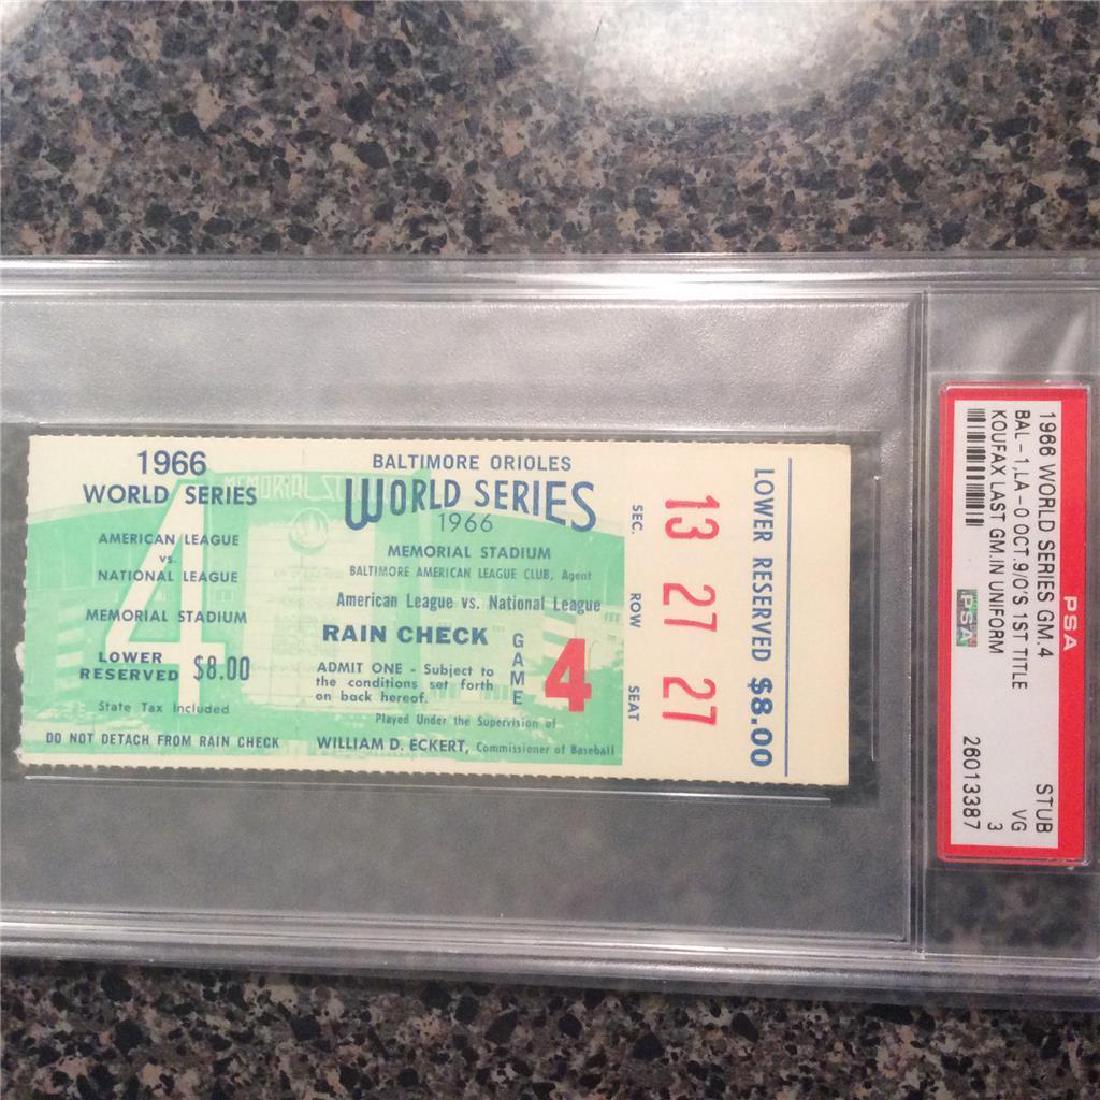 1966
WORLD SERIES
4
AMERICAN LEAGUE
VS.
NATIONAL LEAGUE
MEMORIAL STADIUM
LOWER
RESERVED $8.00
State Tax Included
DO NOT DETACH FROM RAIN CHECK
MEMORIAL
BALTIMORE ORIOLES
WORLD SERIES
1966
MEMORIAL STADIUM
BALTIMORE AMERICAN LEAGUE CLUB, Agent
American League vs. National League
RAIN CHECK
ADMIT ONE - Subject to
the conditions set forth
on back hereof.
GAME
4
Played Under the Supervision of
WILLIAM D. ECKERT, Commissioner of Baseball
SEC. ROW SEAT
13 27 27
LOWER RESERVED $8.00
PSA
1966 WORLD SERIES GM.4 STUB
BAL-1,LA-0 OCT.9/O'S 1ST TITLE VG
KOUFAX LAST GM.IN UNIFORM 3
PSA 28013387